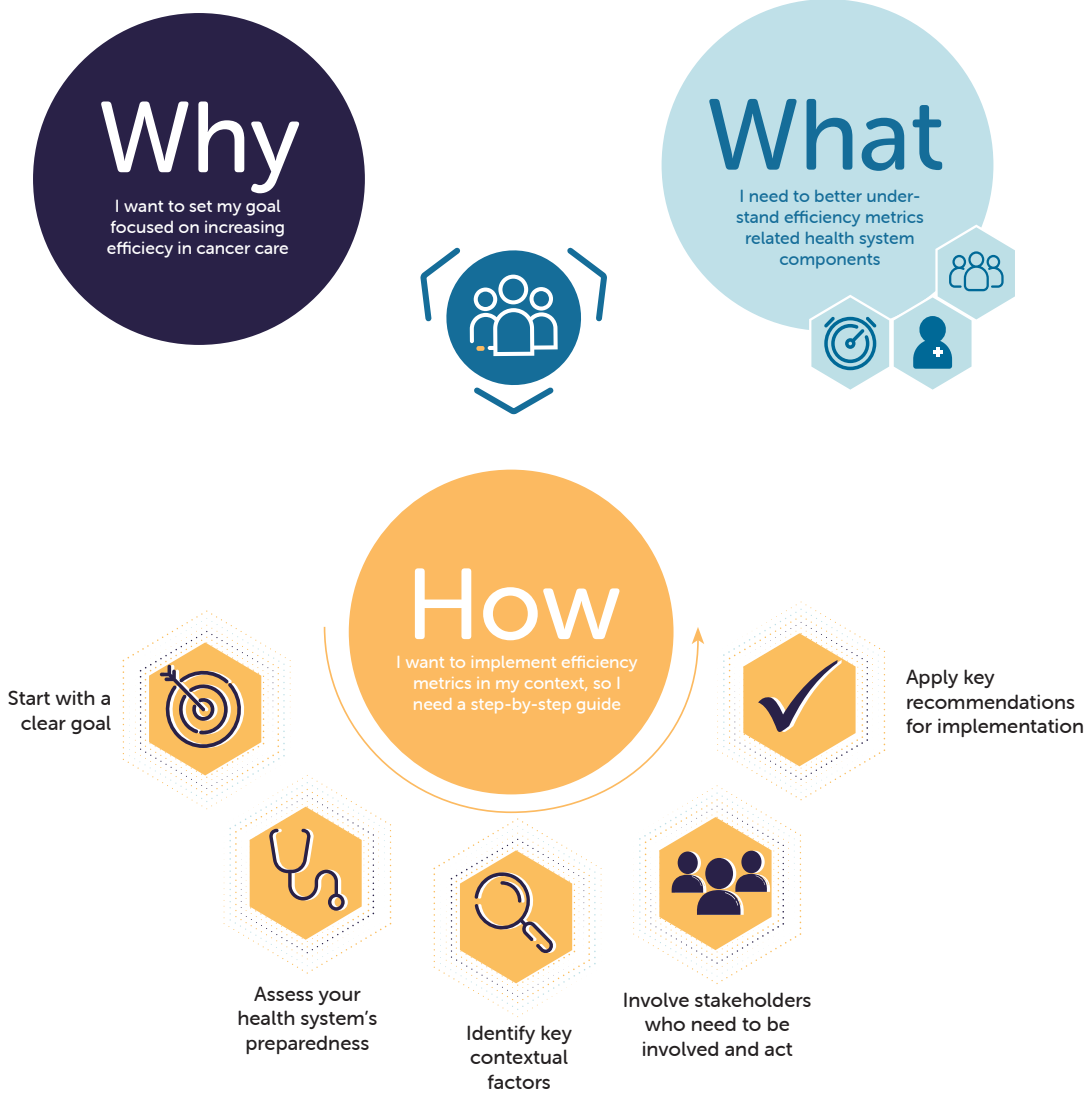 Why
I want to set my goal
focused on increasing
efficiecy in cancer care
What
I need to better under-
stand efficiency metrics
related health system
components
How
I want to implement efficiency
metrics in my context, so I
need a step-by-step guide
Start with a
clear goal
Assess your
health system’s
preparedness
Identify key
contextual
factors
Involve stakeholders
who need to be
involved and act
Apply key
recommendations
for implementation